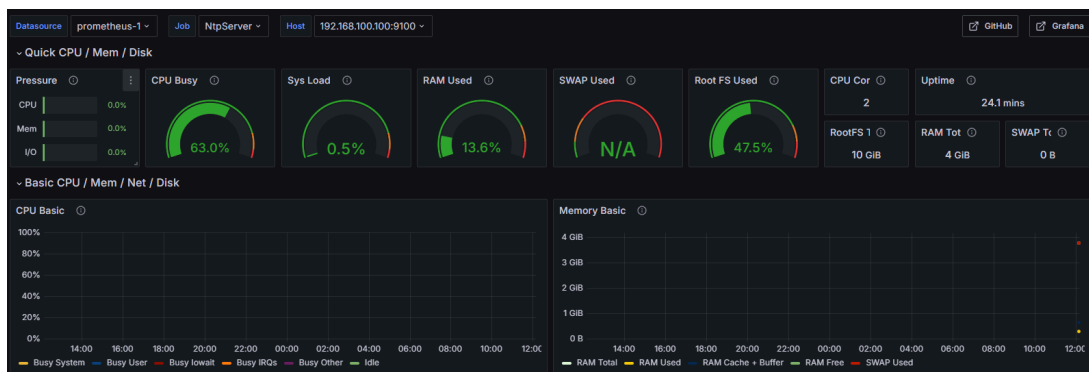 Datasource prometheus-1 Job NtpServer Host 192.168.100.100:9100 GitHub Grafana
Quick CPU / Mem / Disk
Pressure CPU Busy Sys Load RAM Used SWAP Used Root FS Used CPU Cor Uptime
CPU 0.0%
Mem 0.0%
I/O 0.0%
63.0% 0.5% 13.6% N/A 47.5%
2 24.1 mins
RootFS T RAM Tot SWAP To
10 GiB 4 GiB 0 B
Basic CPU / Mem / Net / Disk
CPU Basic
100%
80%
60%
40%
20%
0%
14:00 16:00 18:00 20:00 22:00 00:00 02:00 04:00 06:00 08:00 10:00 12:00
Busy System Busy User Busy Iowait Busy IRQs Busy Other Idle
Memory Basic
4 GiB
3 GiB
2 GiB
1 GiB
0 B
14:00 16:00 18:00 20:00 22:00 00:00 02:00 04:00 06:00 08:00 10:00 12:00
RAM Total RAM Used RAM Cache + Buffer RAM Free SWAP Used